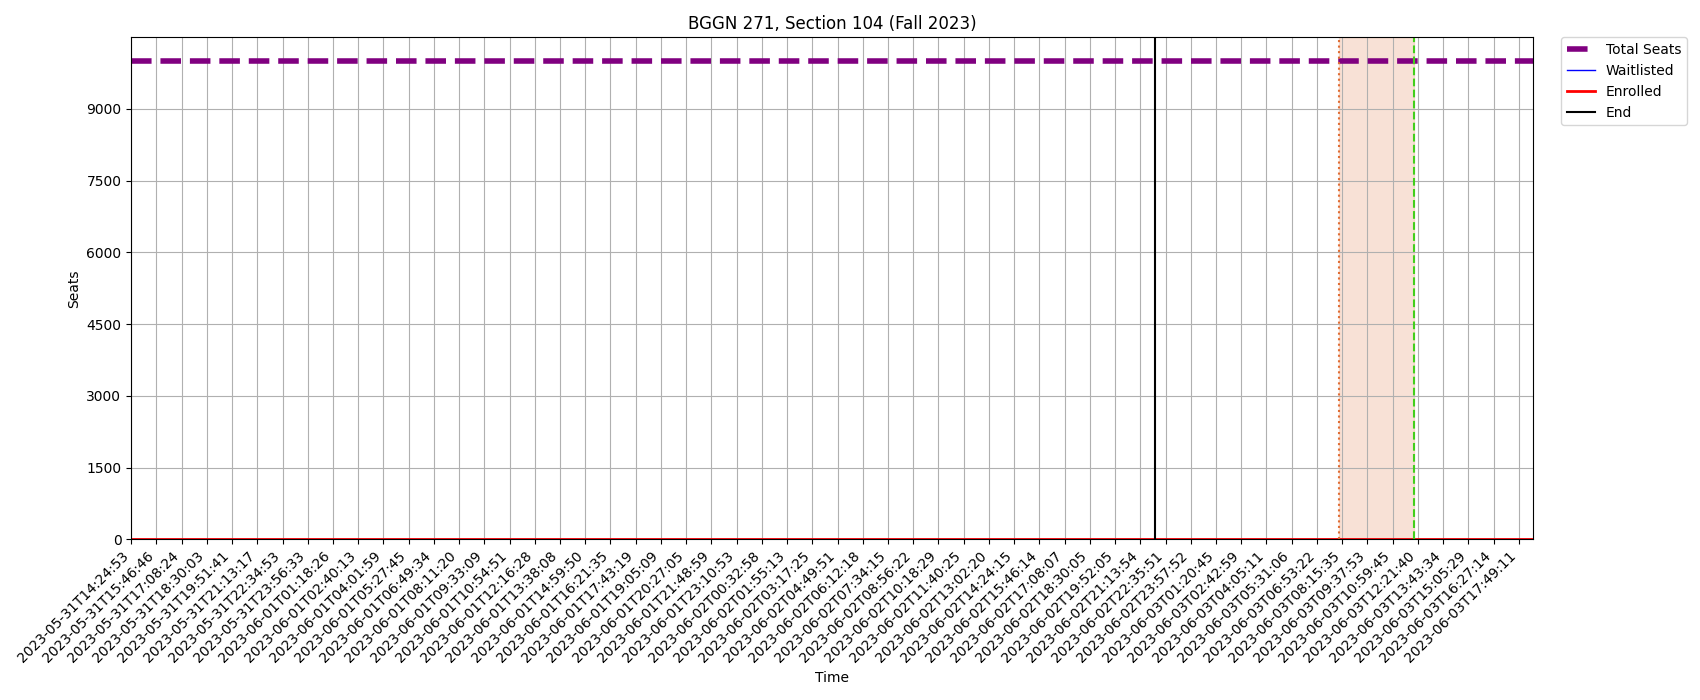 BGGN 271, Section 104 (Fall 2023)
Total Seats
Waitlisted
Enrolled
End
Seats
9000
7500
6000
4500
3000
1500
0
2023-05-31T14:24:53
2023-05-31T15:46:46
2023-05-31T17:08:24
2023-05-31T18:30:03
2023-05-31T19:51:41
2023-05-31T21:13:17
2023-05-31T22:34:53
2023-05-31T23:56:33
2023-06-01T01:18:26
2023-06-01T02:40:13
2023-06-01T04:01:59
2023-06-01T05:27:45
2023-06-01T06:49:34
2023-06-01T08:11:20
2023-06-01T09:33:09
2023-06-01T10:54:51
2023-06-01T12:16:28
2023-06-01T13:38:08
2023-06-01T14:59:50
2023-06-01T16:21:35
2023-06-01T17:43:19
2023-06-01T19:05:09
2023-06-01T20:27:05
2023-06-01T21:48:59
2023-06-01T23:10:53
2023-06-02T00:32:58
2023-06-02T01:55:13
2023-06-02T03:17:25
2023-06-02T04:49:51
2023-06-02T06:12:18
2023-06-02T07:34:15
2023-06-02T08:56:22
2023-06-02T10:18:29
2023-06-02T11:40:25
2023-06-02T13:02:20
2023-06-02T14:24:15
2023-06-02T15:46:14
2023-06-02T17:08:07
2023-06-02T18:30:05
2023-06-02T19:52:05
2023-06-02T21:13:54
2023-06-02T22:35:51
2023-06-02T23:57:52
2023-06-03T01:20:45
2023-06-03T02:42:59
2023-06-03T04:05:11
2023-06-03T05:31:06
2023-06-03T06:53:22
2023-06-03T08:15:35
2023-06-03T09:37:53
2023-06-03T10:59:45
2023-06-03T12:21:40
2023-06-03T13:43:34
2023-06-03T15:05:29
2023-06-03T16:27:14
2023-06-03T17:49:11
Time